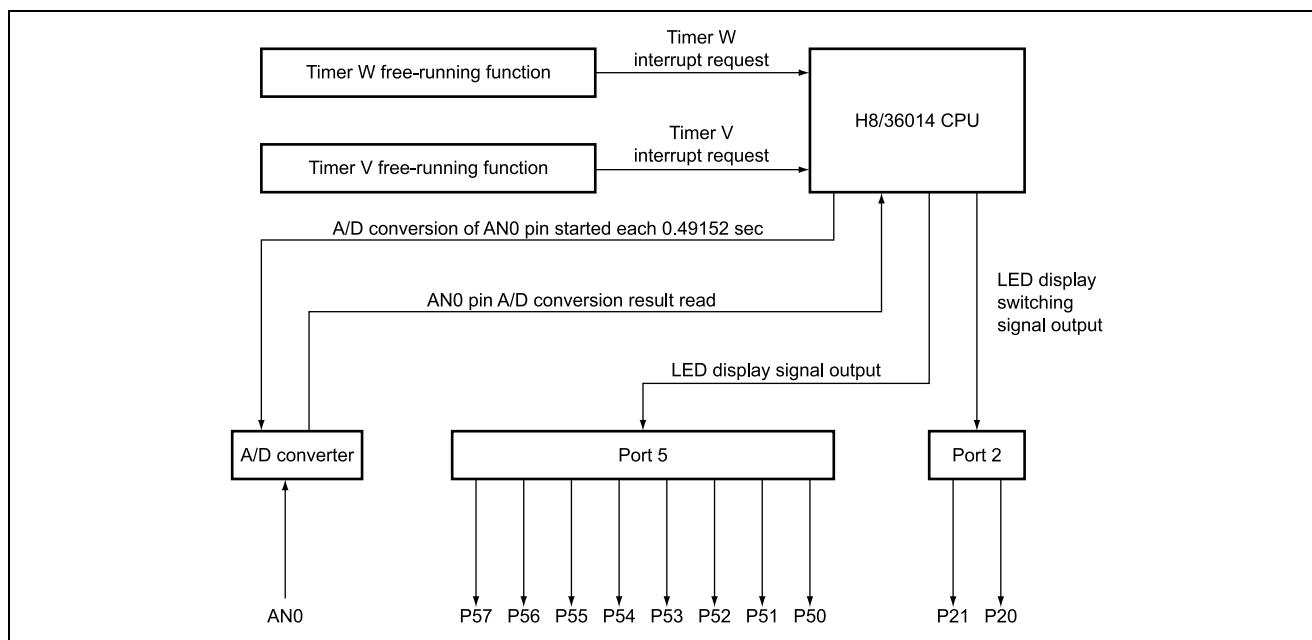 Timer W free-running function
Timer W
interrupt request
H8/36014 CPU
Timer V free-running function
Timer V
interrupt request
A/D conversion of AN0 pin started each 0.49152 sec
AN0 pin A/D conversion result read
LED display
switching
signal output
LED display signal output
A/D converter
Port 5
Port 2
AN0
P57
P56
P55
P54
P53
P52
P51
P50
P21
P20